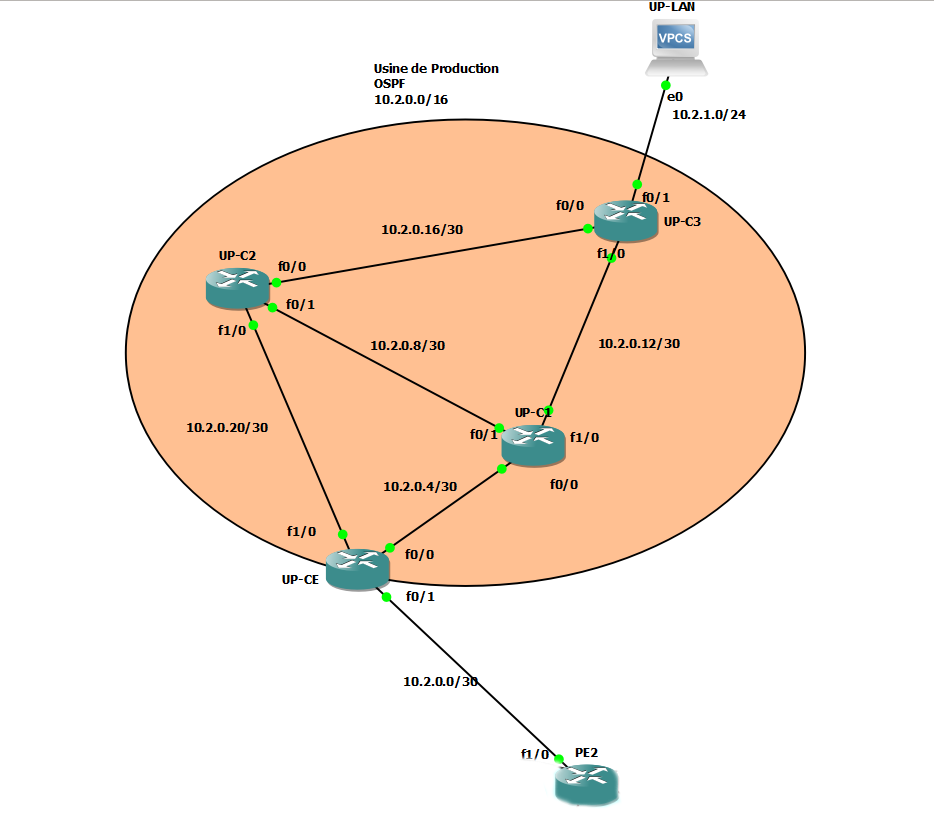 UP-LAN
VPCS
Usine de Production
OSPF
10.2.0.0/16
e0
10.2.1.0/24
f0/1
f0/0
UP-C3
10.2.0.16/30
f1/0
UP-C2
f0/0
f0/1
f1/0
10.2.0.8/30
10.2.0.12/30
UP-C1
10.2.0.20/30
f0/1
f1/0
10.2.0.4/30
f0/0
f1/0
f0/0
UP-CE
f0/1
10.2.0.0/30
f1/0
PE2